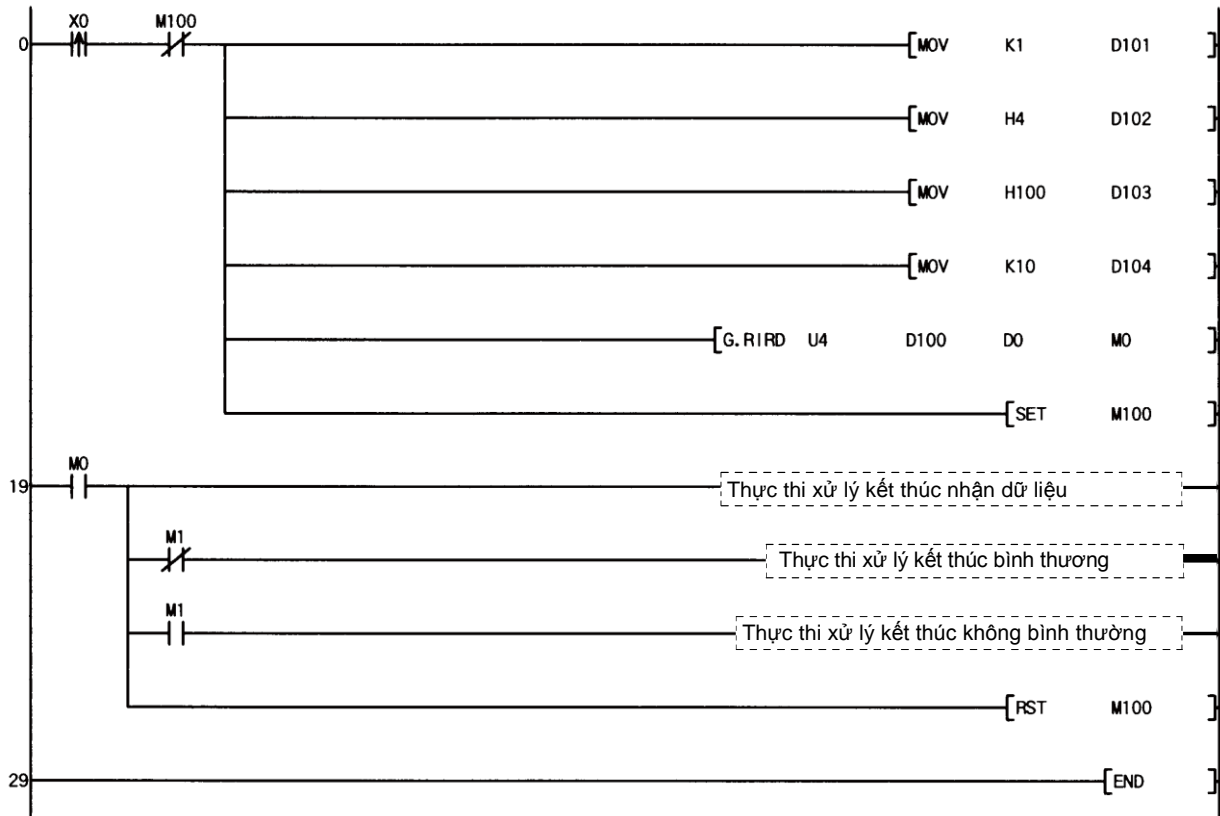 X0 M100
0 MOV K1 D101
MOV H4 D102
MOV H100 D103
MOV K10 D104
G.RIRD U4 D100 D0 M0
SET M100
M0
19 Thực thi xử lý kết thúc nhận dữ liệu
M1
Thực thi xử lý kết thúc bình thương
M1
Thực thi xử lý kết thúc không bình thường
RST M100
29 END